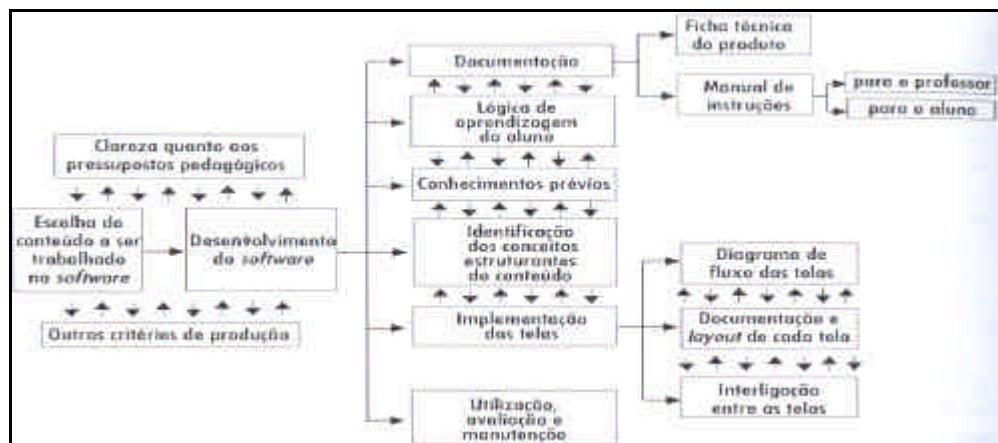 Clareza quanto aos
pressupostos pedagógicos
Escolha do
conteúdo a ser
trabalhado
no software
Desenvolvimento
do software
Outros critérios de produção
Documentação
Lógica de
aprendizagem
do aluno
Conhecimentos prévios
Identificação
dos conceitos
estruturantes
do conteúdo
Implementação
das telas
Utilização,
avaliação e
manutenção
Ficha técnica
do produto
Manual de
instruções
para o professor
para o aluno
Diagrama de
fluxo das telas
Documentação e
layout de cada tela
Interligação
entre as telas